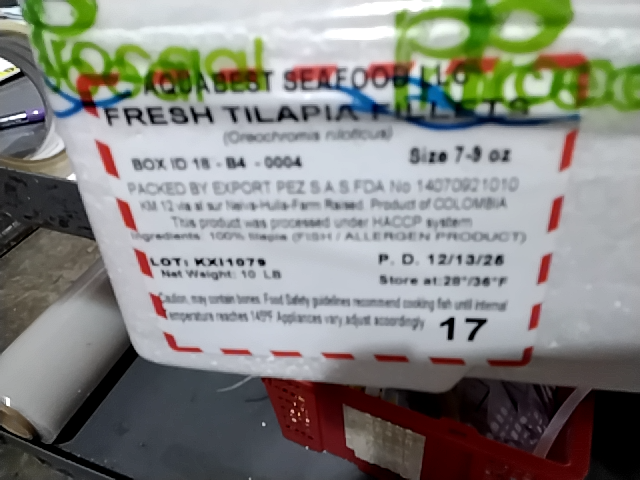 AQUABEST SEAFOOD LLC
FRESH TILAPIA FILLETS
(Oreochromis niloticus)
BOX ID 18 - B4 - 0004
Size 7-9 oz
PACKED BY EXPORT PEZ S.A.S. FDA No 14070921010
KM 12 via al sur Neiva-Huila-Farm Raised. Product of COLOMBIA
This product was processed under HACCP system
Ingredients: 100% tilapia (FISH / ALLERGEN PRODUCT)
LOT: KXI1079
P. D. 12/13/25
Net Weight: 10 LB
Store at:28°/36°F
Caution, may contain bones. Food Safety guidelines recommend cooking fish until internal
Temperature reaches 145°F Appliances vary, adjust accordingly
17